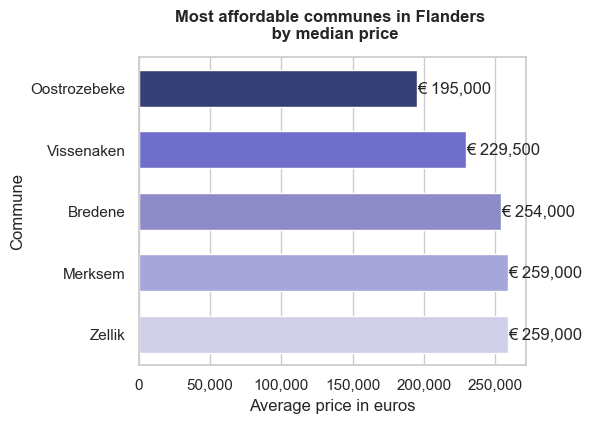 Most affordable communes in Flanders
by median price
Oostrozebeke
€ 195,000
Vissenaken
€ 229,500
Bredene
€ 254,000
Merksem
€ 259,000
Zellik
€ 259,000
Commune
0 50,000 100,000 150,000 200,000 250,000
Average price in euros